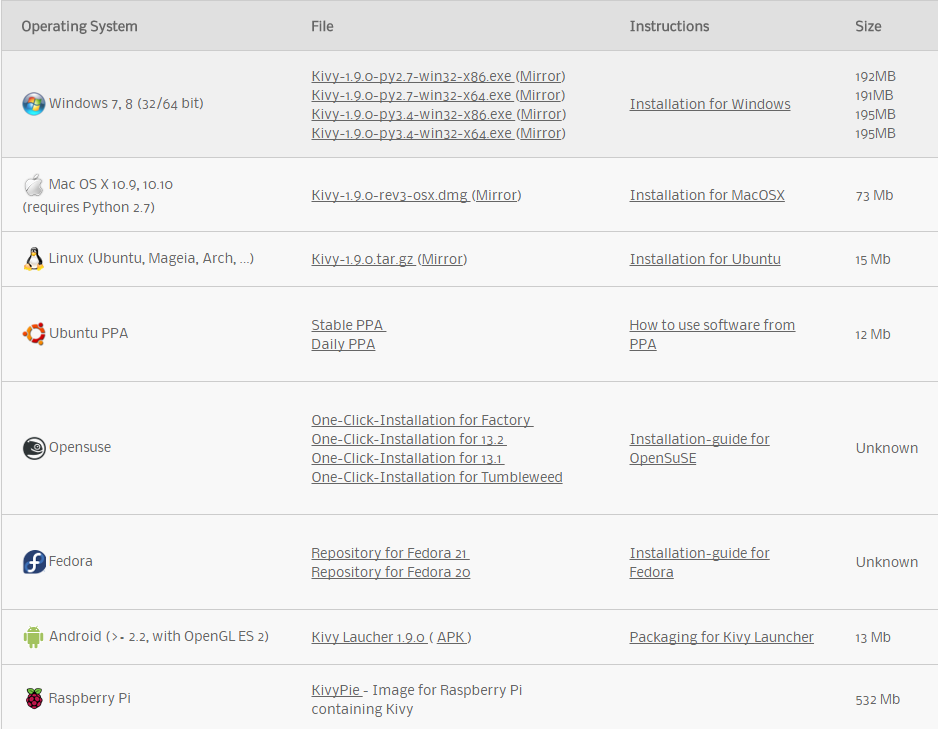 Operating System File Instructions Size
Kivy-1.9.0-py2.7-win32-x86.exe (Mirror) 192MB
Kivy-1.9.0-py2.7-win32-x64.exe (Mirror) 191MB
Windows 7, 8 (32/64 bit) Installation for Windows
Kivy-1.9.0-py3.4-win32-x86.exe (Mirror) 195MB
Kivy-1.9.0-py3.4-win32-x64.exe (Mirror) 195MB
Mac OS X 10.9, 10.10
(requires Python 2.7)
Kivy-1.9.0-rev3-osx.dmg (Mirror) Installation for MacOSX 73 Mb
Linux (Ubuntu, Mageia, Arch, ...) Kivy-1.9.0.tar.gz (Mirror) Installation for Ubuntu 15 Mb
Ubuntu PPA
Stable PPA
Daily PPA
How to use software from
PPA
12 Mb
Opensuse
One-Click-Installation for Factory
One-Click-Installation for 13.2
One-Click-Installation for 13.1
One-Click-Installation for Tumbleweed
Installation-guide for
OpenSuSE
Unknown
Fedora
Repository for Fedora 21
Repository for Fedora 20
Installation-guide for
Fedora
Unknown
Android (>= 2.2, with OpenGL ES 2) Kivy Laucher 1.9.0 ( APK ) Packaging for Kivy Launcher 13 Mb
Raspberry Pi
KivyPie - Image for Raspberry Pi
containing Kivy
532 Mb